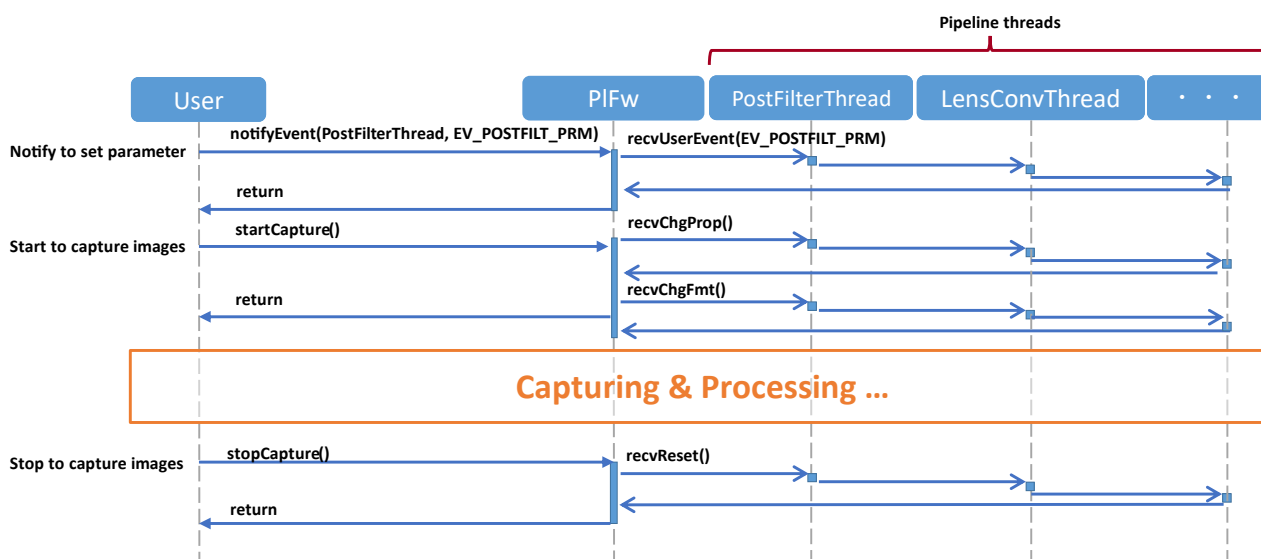 Pipeline threads
User
PlFw
PostFilterThread
LensConvThread
・・・
notifyEvent(PostFilterThread, EV_POSTFILT_PRM)
recvUserEvent(EV_POSTFILT_PRM)
Notify to set parameter
return
startCapture()
recvChgProp()
Start to capture images
recvChgFmt()
return
Capturing & Processing ...
stopCapture()
recvReset()
Stop to capture images
return